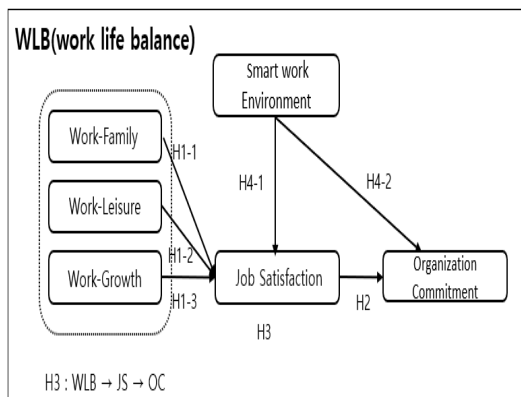 WLB(work life balance)
Smart work
Environment
Work-Family
H1-1
H4-1
H4-2
Work-Leisure
H1-2
Work-Growth
Job Satisfaction
Organization
Commitment
H1-3
H2
H3
H3 : WLB → JS → OC